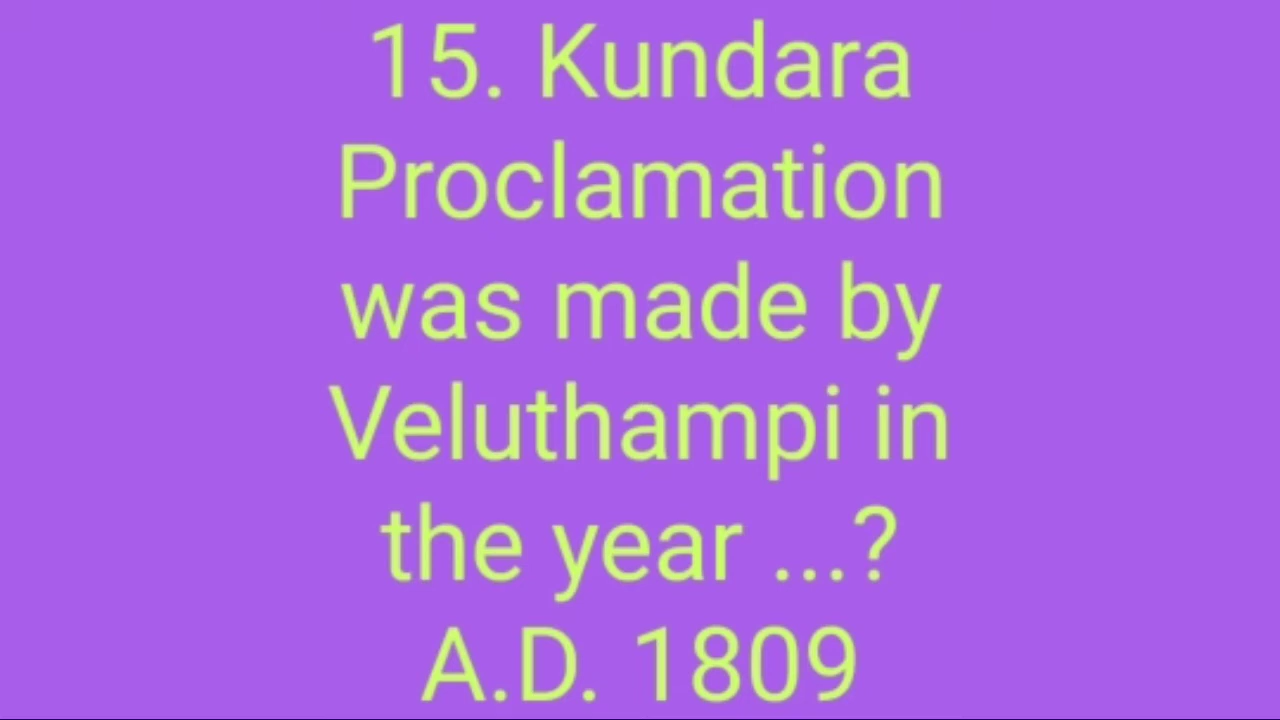 15. Kundara
Proclamation
was made by
Veluthampi in
the year ...?
A.D. 1809